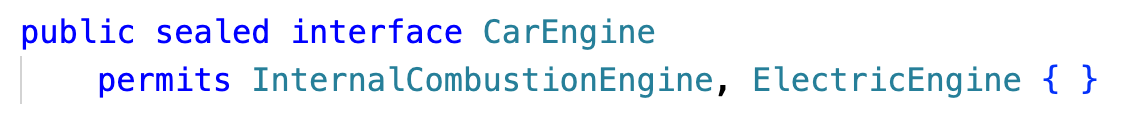 public sealed interface CarEngine
    permits InternalCombustionEngine, ElectricEngine { }